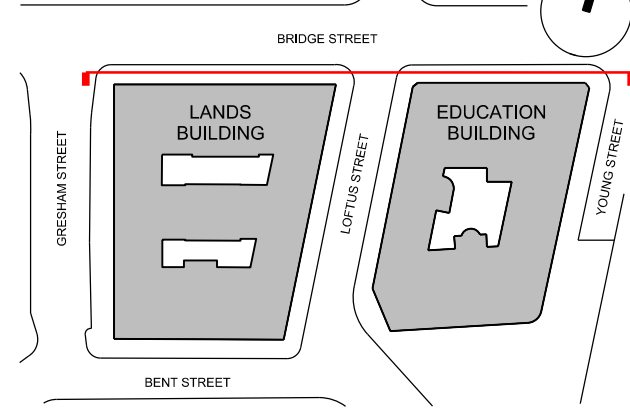 BRIDGE STREET
LANDS
BUILDING
EDUCATION
BUILDING
GRESHAM STREET
LOFTUS STREET
YOUNG STREET
BENT STREET